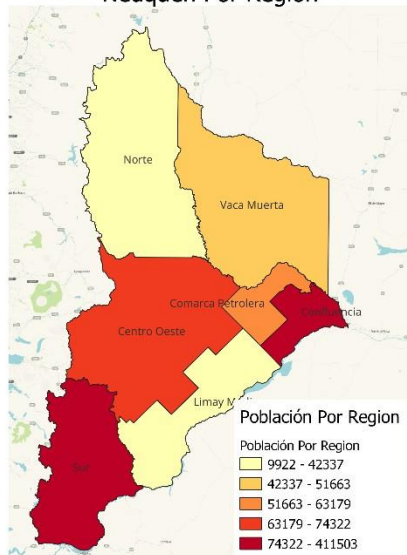 Neuquén Por Región
Norte
Vaca Muerta
Comarca Petrolera
Confluencia
Centro Oeste
Limay M
Sur
Población Por Region
Población Por Region
9922 - 42337
42337 - 51663
51663 - 63179
63179 - 74322
74322 - 411503